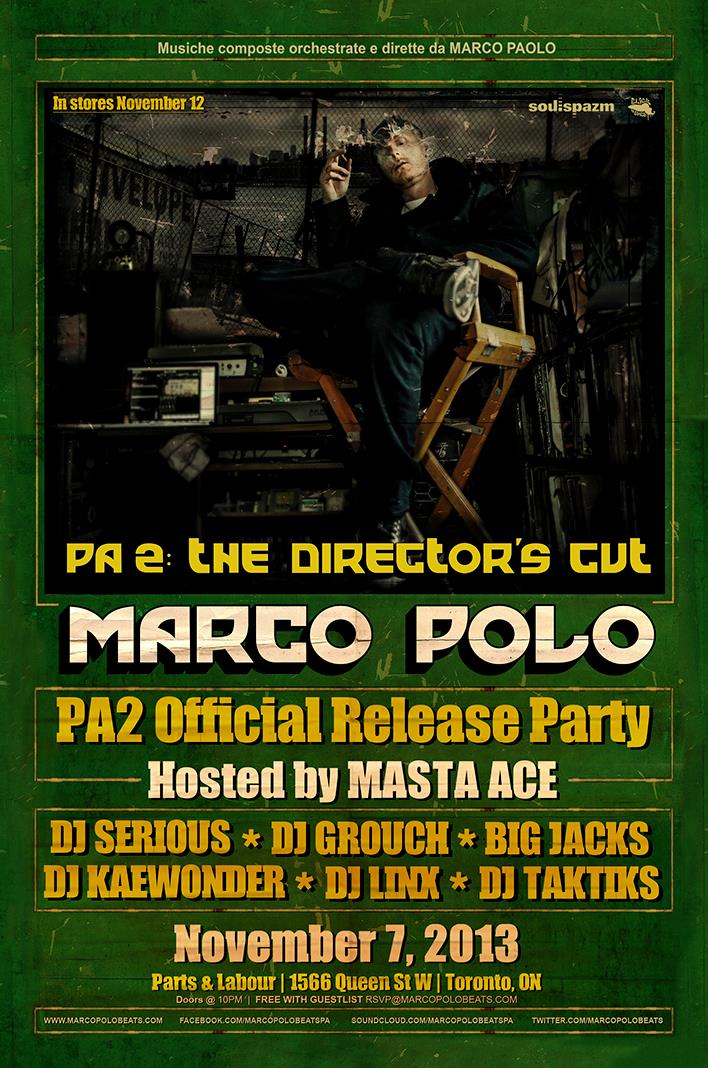 Musiche composte orchestrate e dirette da MARCO PAOLO
In stores November 12
sodispazm
PA 2: THE DIRECTOR'S CUT
MARCO POLO
PA2 Official Release Party
Hosted by MASTA ACE
DJ SERIOUS * DJ GROUCH * BIG JACKS
DJ KAEWONDER * DJ LINX * DJ TAKTIKS
November 7, 2013
Parts & Labour | 1566 Queen St W | Toronto, ON
Doors @ 10PM | FREE WITH GUESTLIST RSVP@MARCOPOLOBEATS.COM
WWW.MARCOPOLOBEATS.COM FACEBOOK.COM/MARCOPOLOBEATSPA SOUNDCLOUD.COM/MARCOPOLOBEATSPA TWITTER.COM/MARCOPOLOBEATS